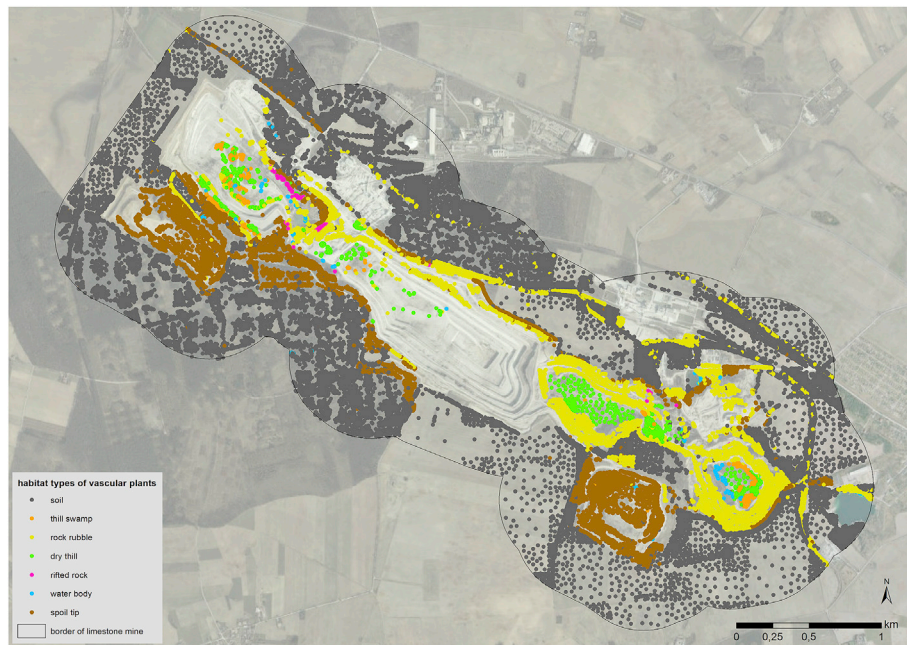 habitat types of vascular plants
soil
thill swamp
rock rubble
dry thill
rifted rock
water body
spoil tip
border of limestone mine
N
km
0 0,25 0,5 1